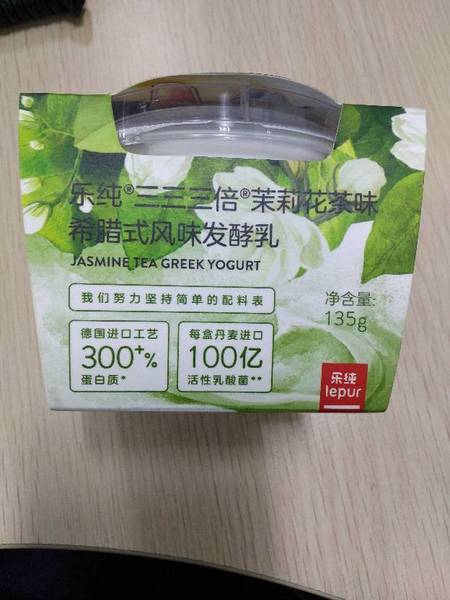 乐纯®三三三倍®茉莉花茶味
希腊式风味发酵乳
JASMINE TEA GREEK YOGURT
我们努力坚持简单的配料表
净含量:
135g
德国进口工艺
300+%
蛋白质*
每盒丹麦进口
100亿
活性乳酸菌**
乐纯
lepur